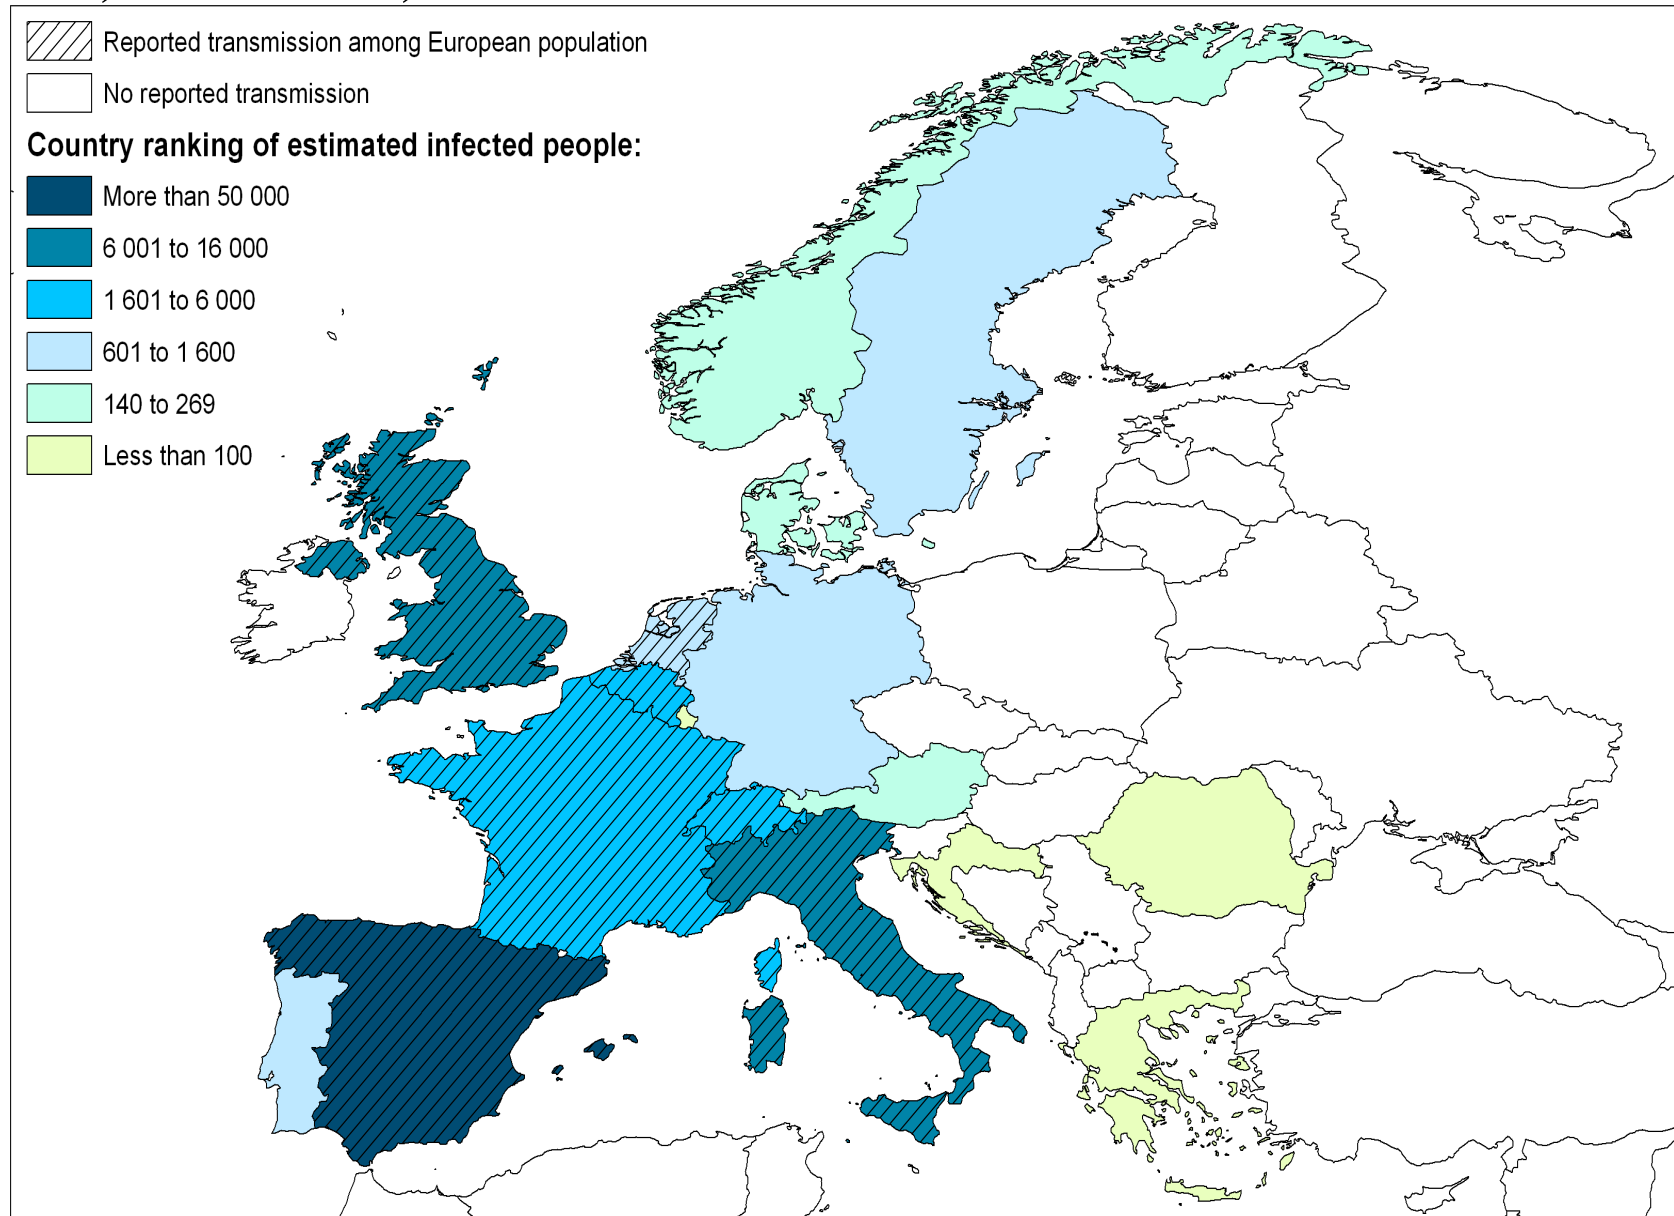 Reported transmission among European population
No reported transmission
Country ranking of estimated infected people:
More than 50 000
6 001 to 16 000
1 601 to 6 000
601 to 1 600
140 to 269
Less than 100